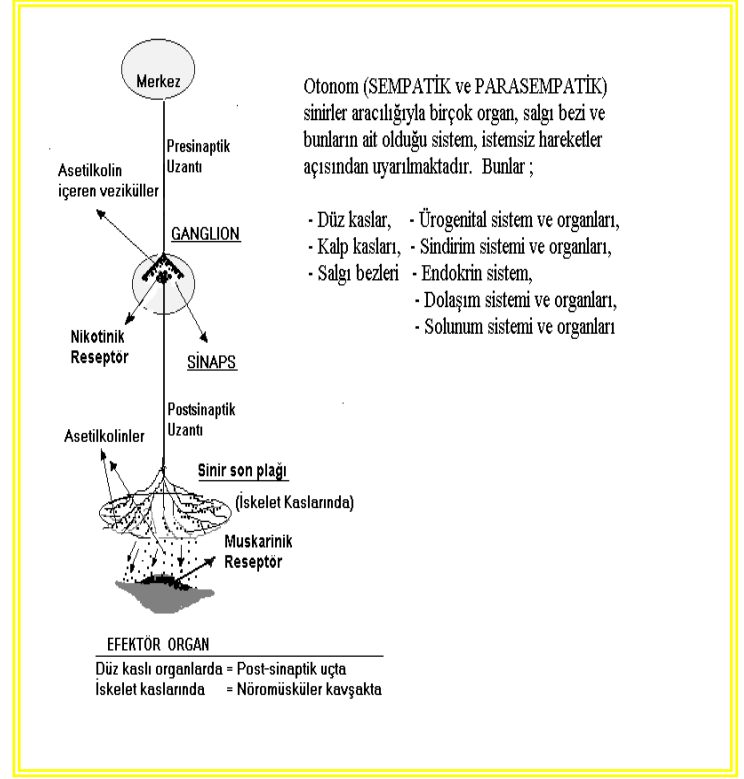 Merkez
Otonom (SEMPATİK ve PARASEMPATİK)
sinirler aracılığıyla birçok organ, salgı bezi ve
bunların ait olduğu sistem, istemsiz hareketler
açısından uyarılmaktadır. Bunlar ;
- Düz kaslar, - Ürogenital sistem ve organları,
- Kalp kasları, - Sindirim sistemi ve organları,
- Salgı bezleri - Endokrin sistem,
- Dolaşım sistemi ve organları,
- Solunum sistemi ve organları
Presinaptik
Uzantı
Asetilkolin
içeren veziküller
GANGLION
Nikotinik
Reseptör
SİNAPS
Postsinaptik
Uzantı
Asetilkolinler
Sinir son plağı
(İskelet Kaslarında)
Muskarinik
Reseptör
EFEKTÖR ORGAN
Düz kaslı organlarda = Post-sinaptik uçta
İskelet kaslarında = Nöromüsküler kavşakta